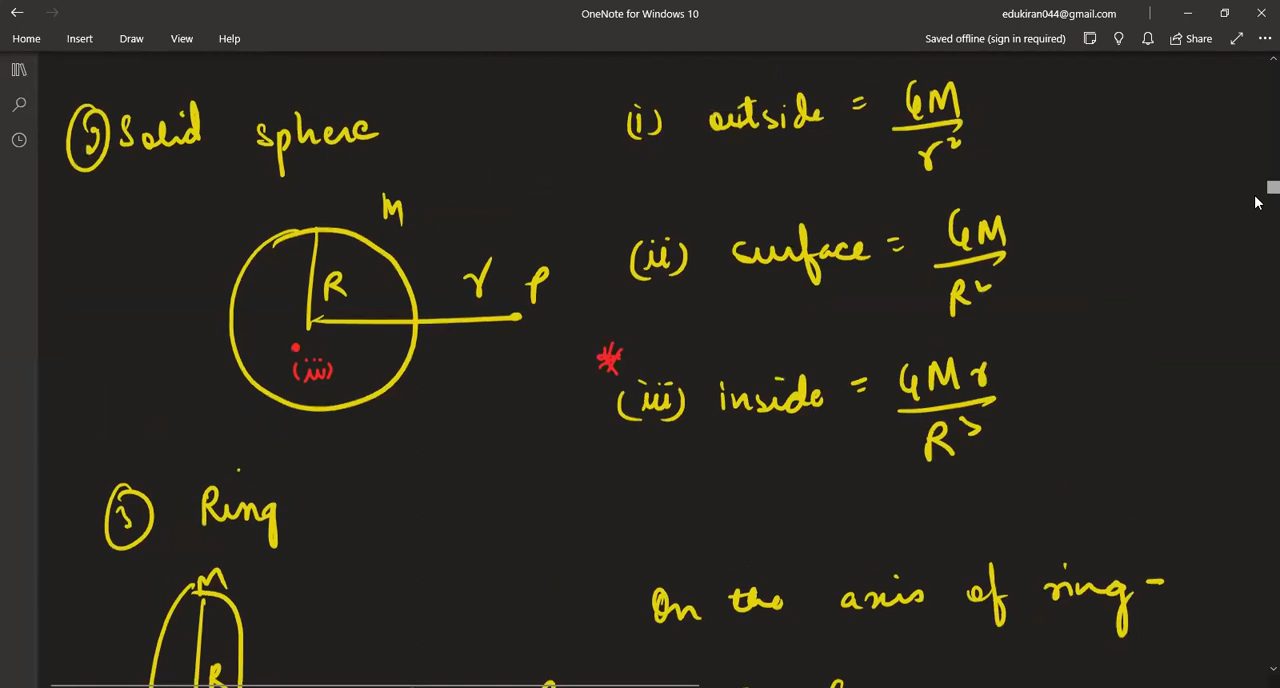 OneNote for Windows 10
edukiran044@gmail.com
Home Insert Draw View Help
Saved offline (sign in required)
Share
② Solid sphere
M
R
r P
(iii)
(i) outside = GM/r²
(ii) surface = GM/R²
* (iii) inside = GMr/R³
③ Ring
M
R
On the axis of ring -